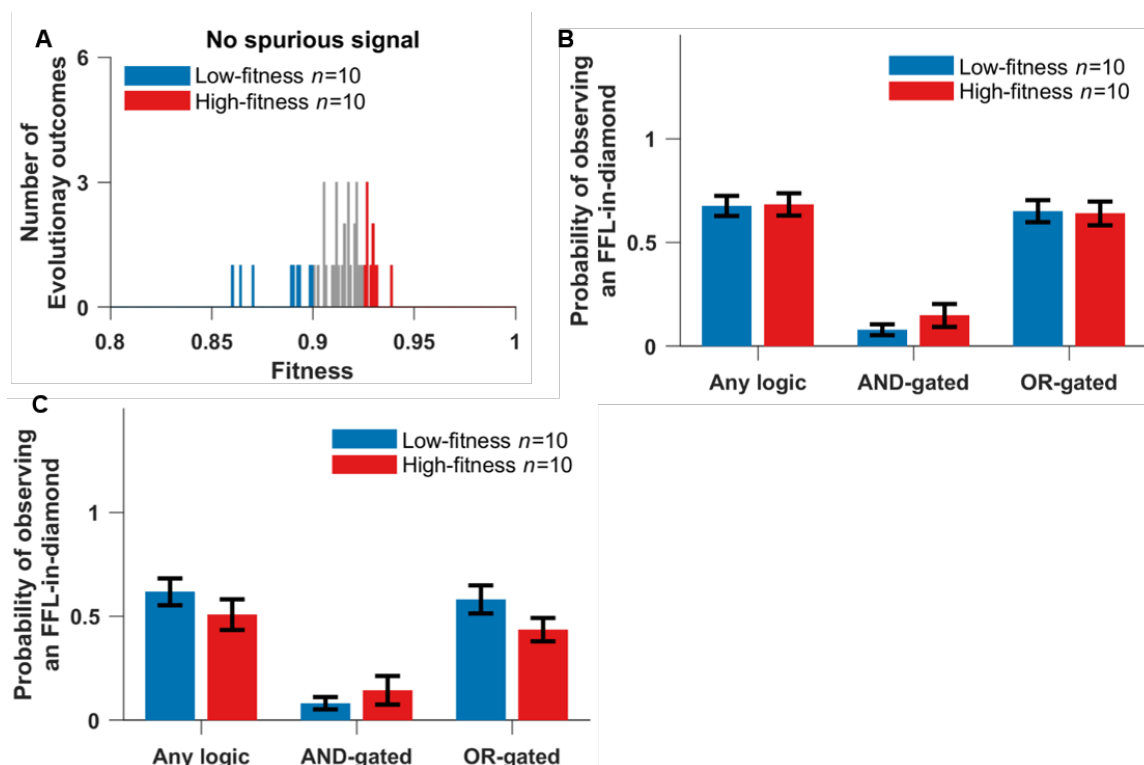 A
No spurious signal
6
3
0
Number of
Evolutionay outcomes
Low-fitness n=10
High-fitness n=10
0.8
0.85
0.9
0.95
1
Fitness
B
Probability of observing
an FFL-in-diamond
1
0.5
0
Low-fitness n=10
High-fitness n=10
Any logic
AND-gated
OR-gated
C
Probability of observing
an FFL-in-diamond
1
0.5
0
Low-fitness n=10
High-fitness n=10
Any logic
AND-gated
OR-gated